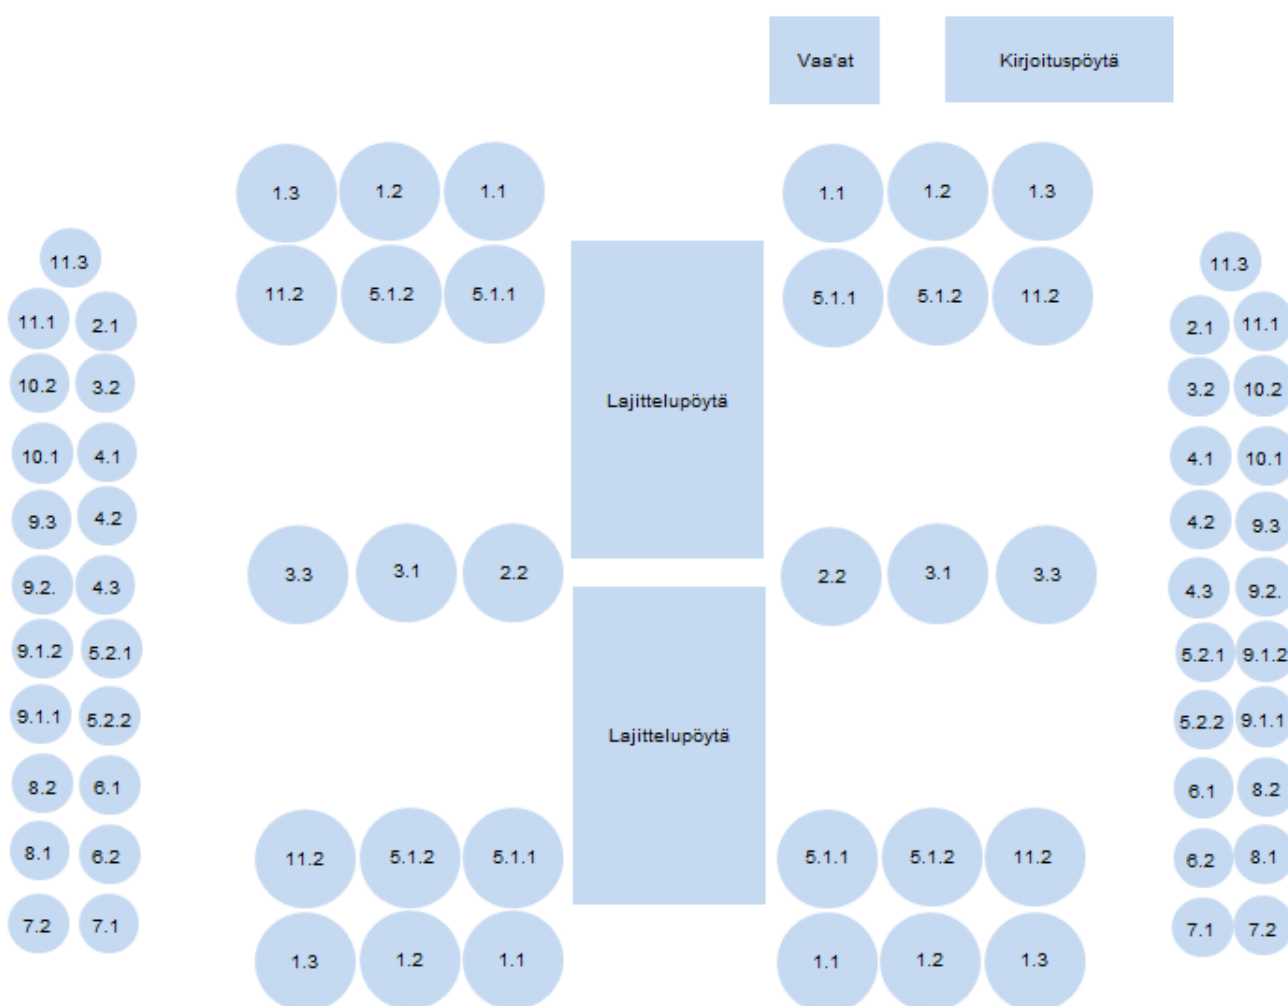 Vaa'at Kirjoituspöytä
1.3 1.2 1.1 1.1 1.2 1.3
11.3 11.3
11.2 5.1.2 5.1.1 5.1.1 5.1.2 11.2
11.1 2.1 2.1 11.1
10.2 3.2 3.2 10.2
Lajittelupöytä
10.1 4.1 4.1 10.1
9.3 4.2 4.2 9.3
3.3 3.1 2.2 2.2 3.1 3.3
9.2. 4.3 4.3 9.2.
9.1.2 5.2.1 5.2.1 9.1.2
9.1.1 5.2.2 5.2.2 9.1.1
Lajittelupöytä
8.2 6.1 6.1 8.2
8.1 6.2 6.2 8.1
11.2 5.1.2 5.1.1 5.1.1 5.1.2 11.2
7.2 7.1 7.1 7.2
1.3 1.2 1.1 1.1 1.2 1.3